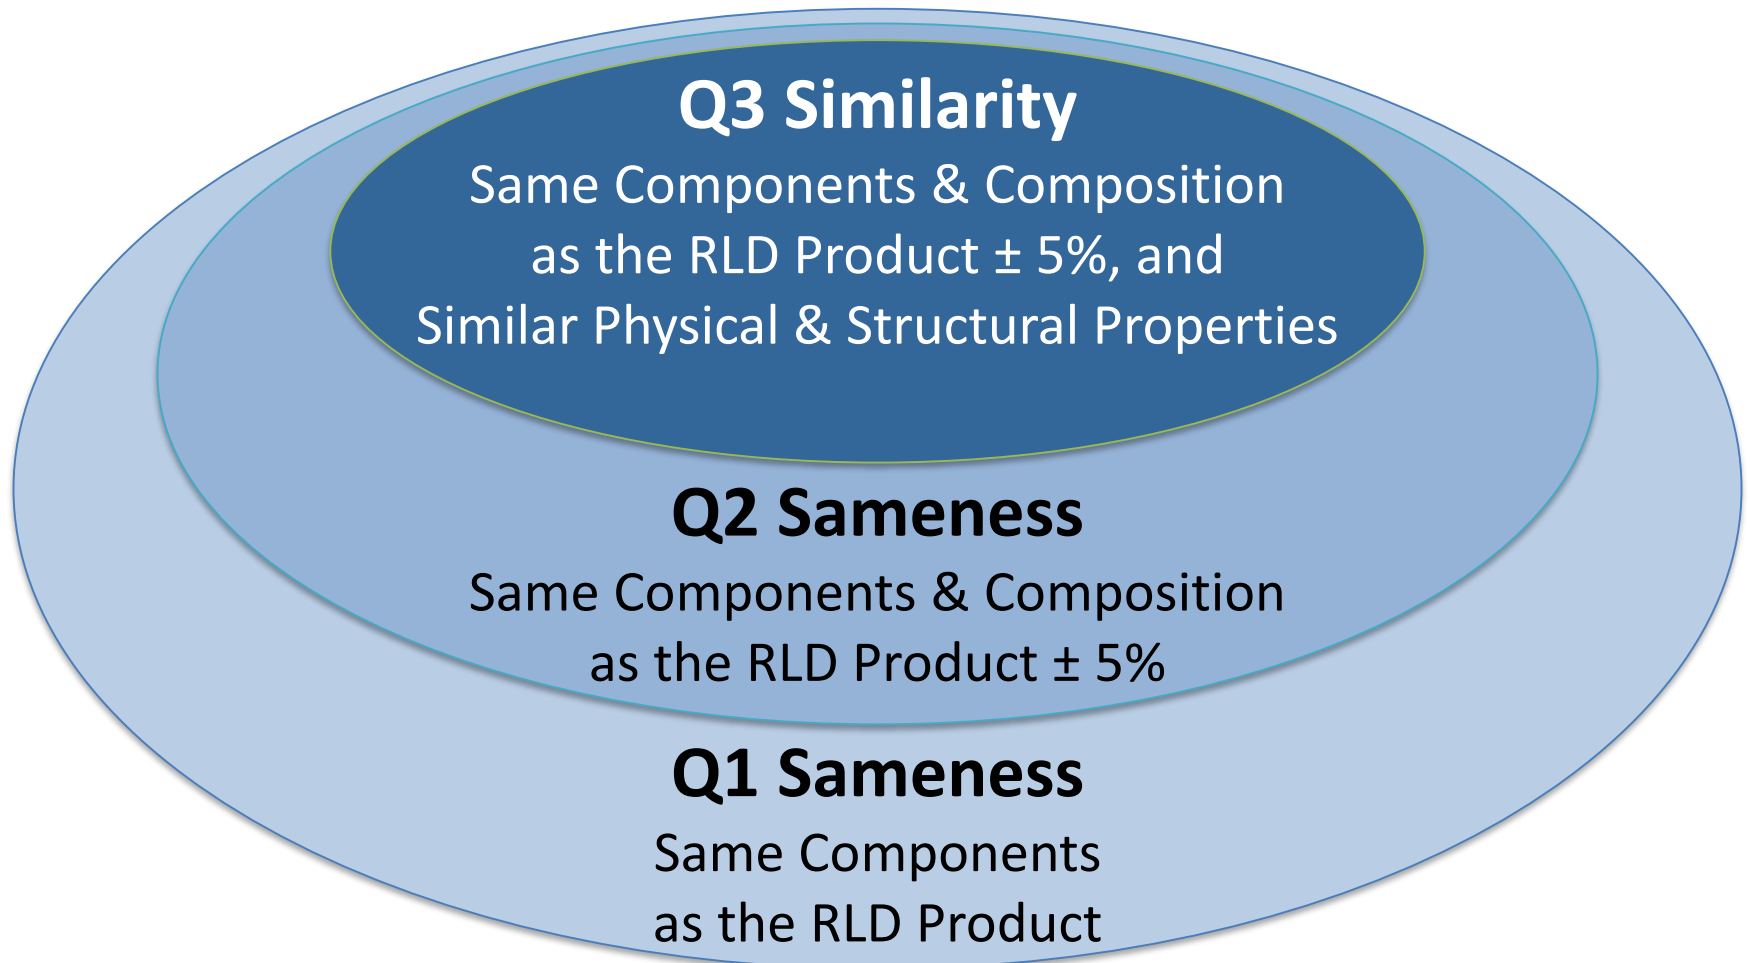 Q3 Similarity
Same Components & Composition
as the RLD Product ± 5%, and
Similar Physical & Structural Properties
Q2 Sameness
Same Components & Composition
as the RLD Product ± 5%
Q1 Sameness
Same Components
as the RLD Product